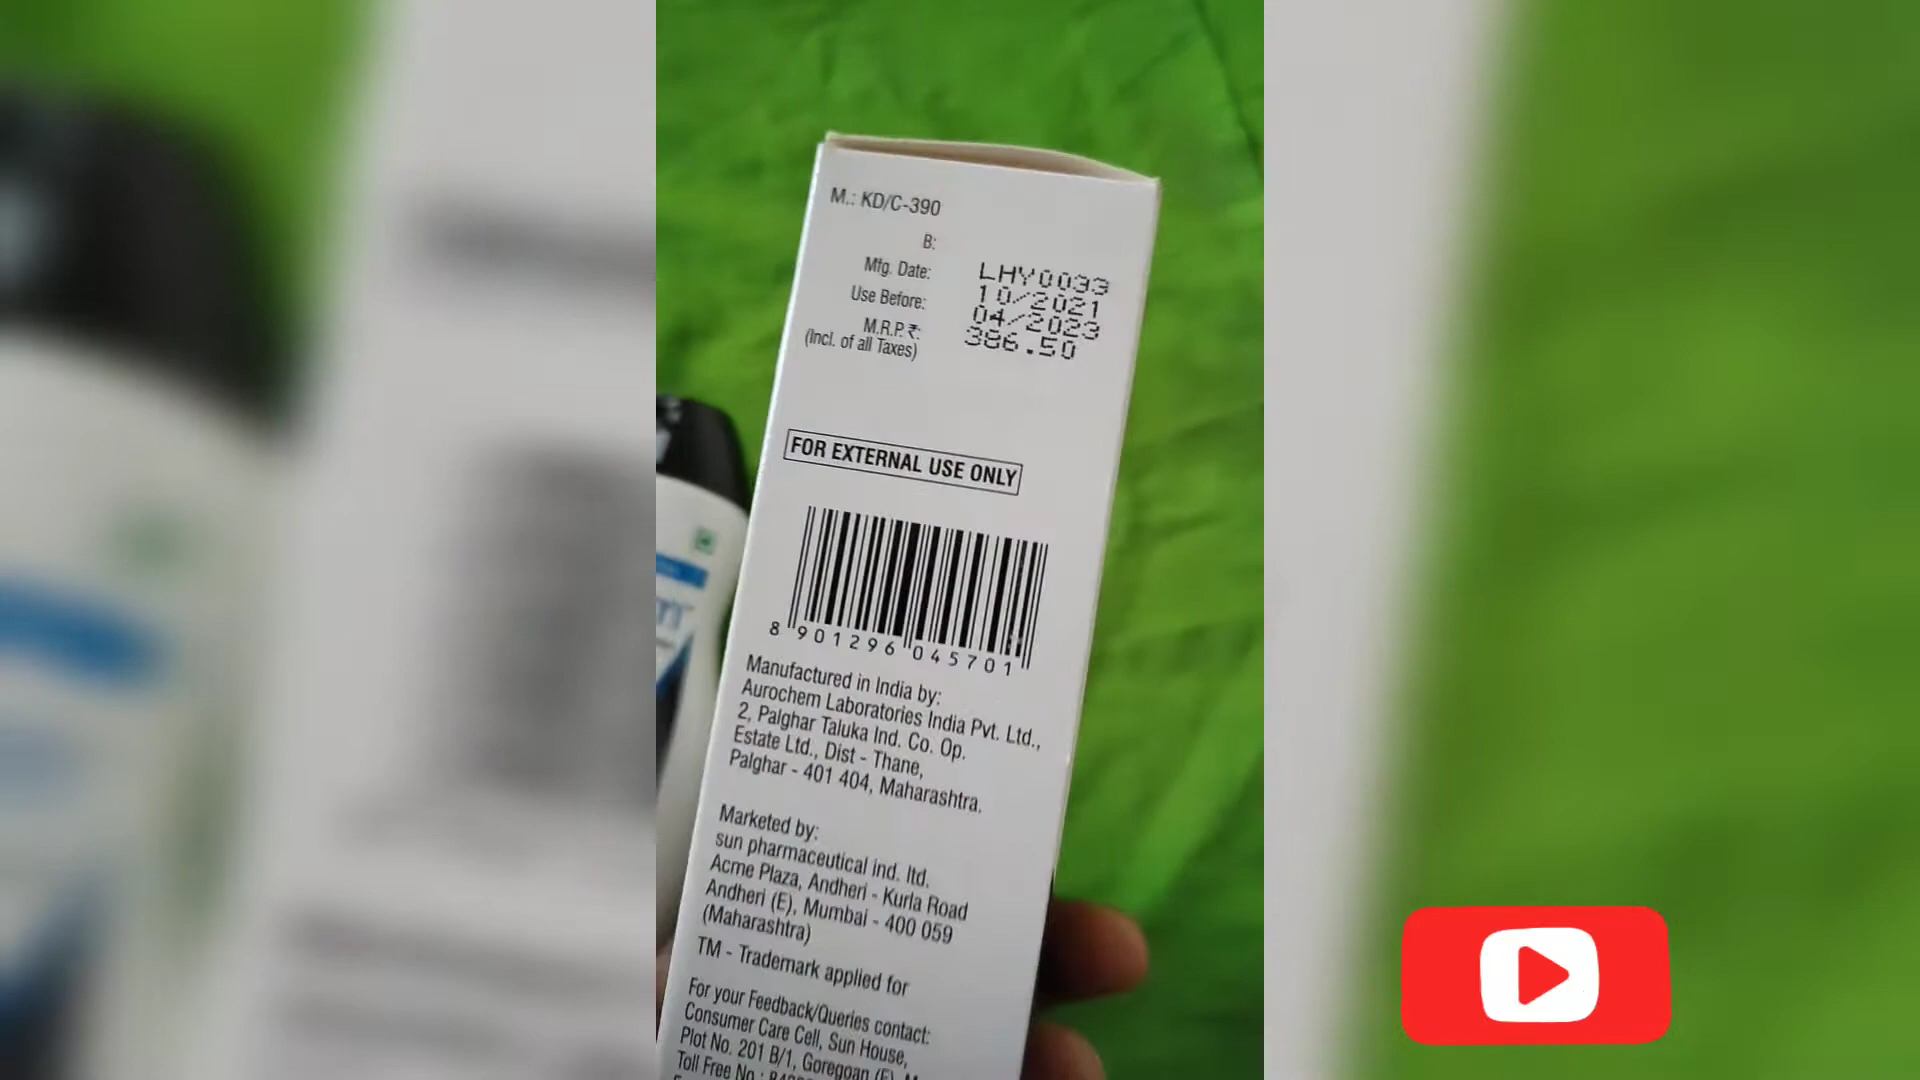 M.: KD/C-390
B: LHY0033
Mfg. Date: 10/2021
Use Before: 04/2023
M.R.P. ₹: 386.50
(Incl. of all Taxes)
FOR EXTERNAL USE ONLY
8 901296 045701
Manufactured in India by:
Aurochem Laboratories India Pvt. Ltd.,
2, Palghar Taluka Ind. Co. Op.
Estate Ltd., Dist - Thane,
Palghar - 401 404, Maharashtra.
Marketed by:
sun pharmaceutical ind. ltd.
Acme Plaza, Andheri - Kurla Road
Andheri (E), Mumbai - 400 059
(Maharashtra)
TM - Trademark applied for
For your Feedback/Queries contact:
Consumer Care Cell, Sun House,
Plot No. 201 B/1, Goregoan (E),
Toll Free No.: